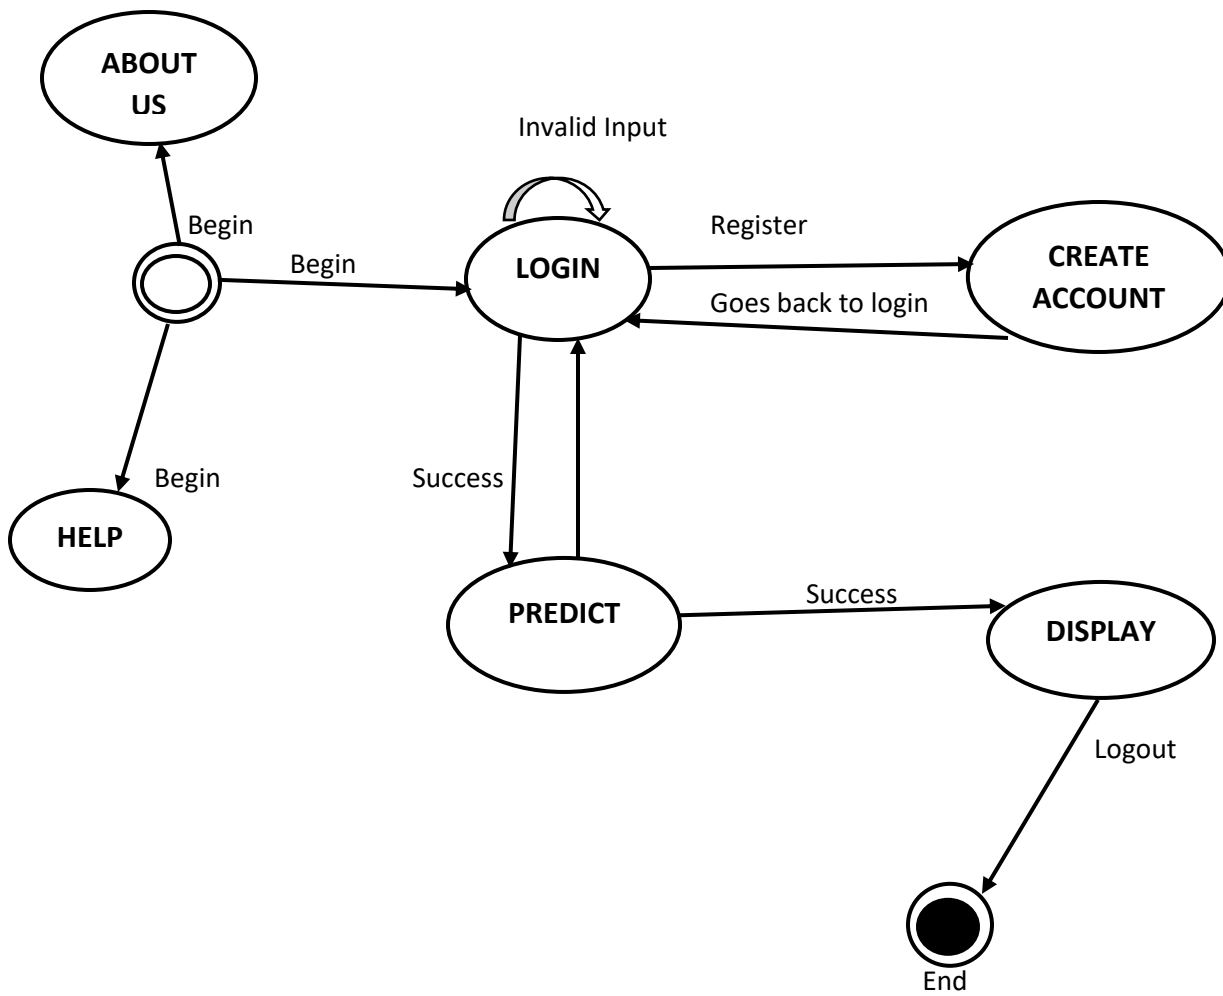 ABOUT
US
Invalid Input
Begin
Register
Begin
LOGIN
CREATE
ACCOUNT
Goes back to login
Begin
Success
HELP
PREDICT
Success
DISPLAY
Logout
End